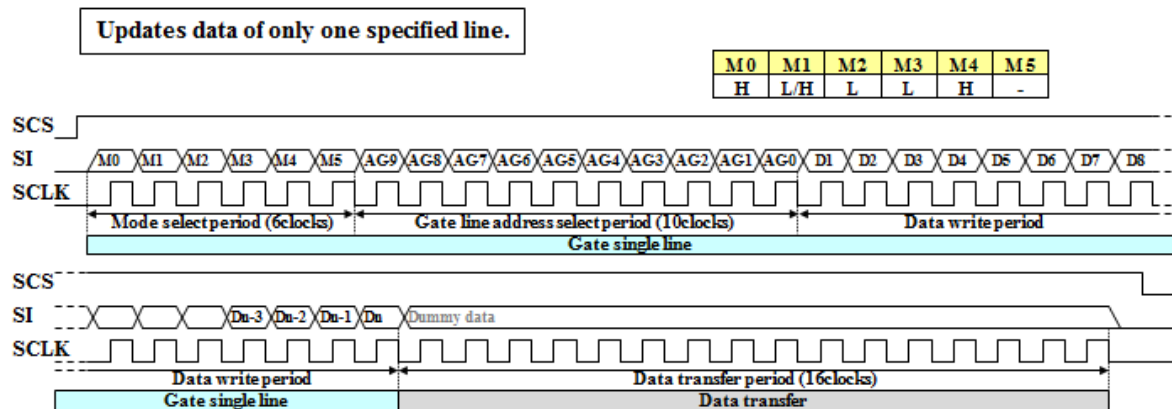 Updates data of only one specified line.
M0 M1 M2 M3 M4 M5
H L/H L L H -
SCS
SI M0 M1 M2 M3 M4 M5 AG9 AG8 AG7 AG6 AG5 AG4 AG3 AG2 AG1 AG0 D1 D2 D3 D4 D5 D6 D7 D8
SCLK
Mode select period (6clocks) Gate line address select period (10clocks) Data write period
Gate single line
SCS
SI Dn-3 Dn-2 Dn-1 Dn Dummy data
SCLK
Data write period Data transfer period (16clocks)
Gate single line Data transfer